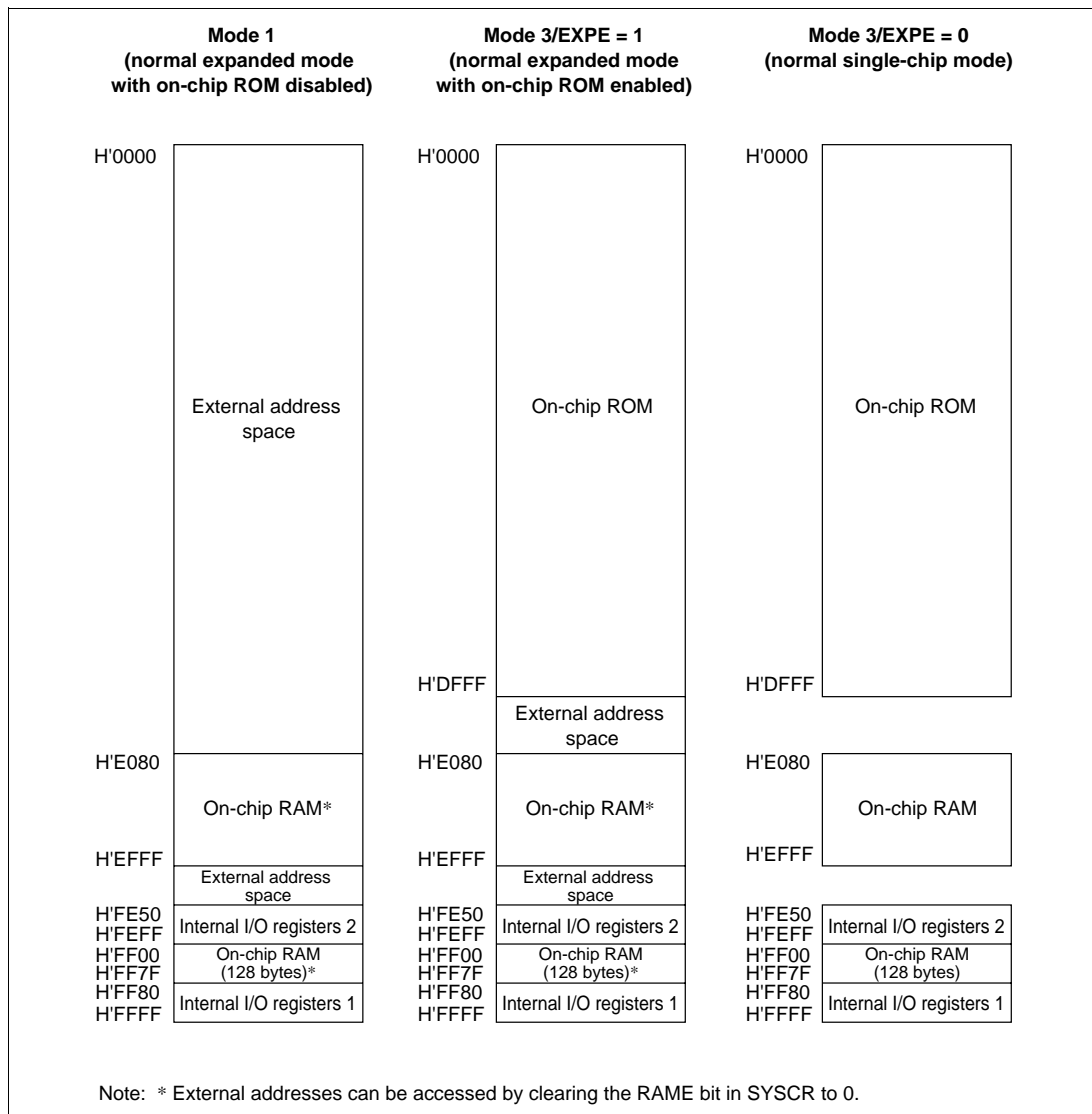 Mode 1
(normal expanded mode
with on-chip ROM disabled)
H'0000
External address
space
H'E080
On-chip RAM*
H'EFFF
External address
space
H'FE50
Internal I/O registers 2
H'FEFF
H'FF00
On-chip RAM
(128 bytes)*
H'FF7F
H'FF80
Internal I/O registers 1
H'FFFF
Mode 3/EXPE = 1
(normal expanded mode
with on-chip ROM enabled)
H'0000
On-chip ROM
H'DFFF
External address
space
H'E080
On-chip RAM*
H'EFFF
External address
space
H'FE50
Internal I/O registers 2
H'FEFF
H'FF00
On-chip RAM
(128 bytes)*
H'FF7F
H'FF80
Internal I/O registers 1
H'FFFF
Mode 3/EXPE = 0
(normal single-chip mode)
H'0000
On-chip ROM
H'DFFF
H'E080
On-chip RAM
H'EFFF
H'FE50
Internal I/O registers 2
H'FEFF
H'FF00
On-chip RAM
(128 bytes)
H'FF7F
H'FF80
Internal I/O registers 1
H'FFFF
Note: * External addresses can be accessed by clearing the RAME bit in SYSCR to 0.